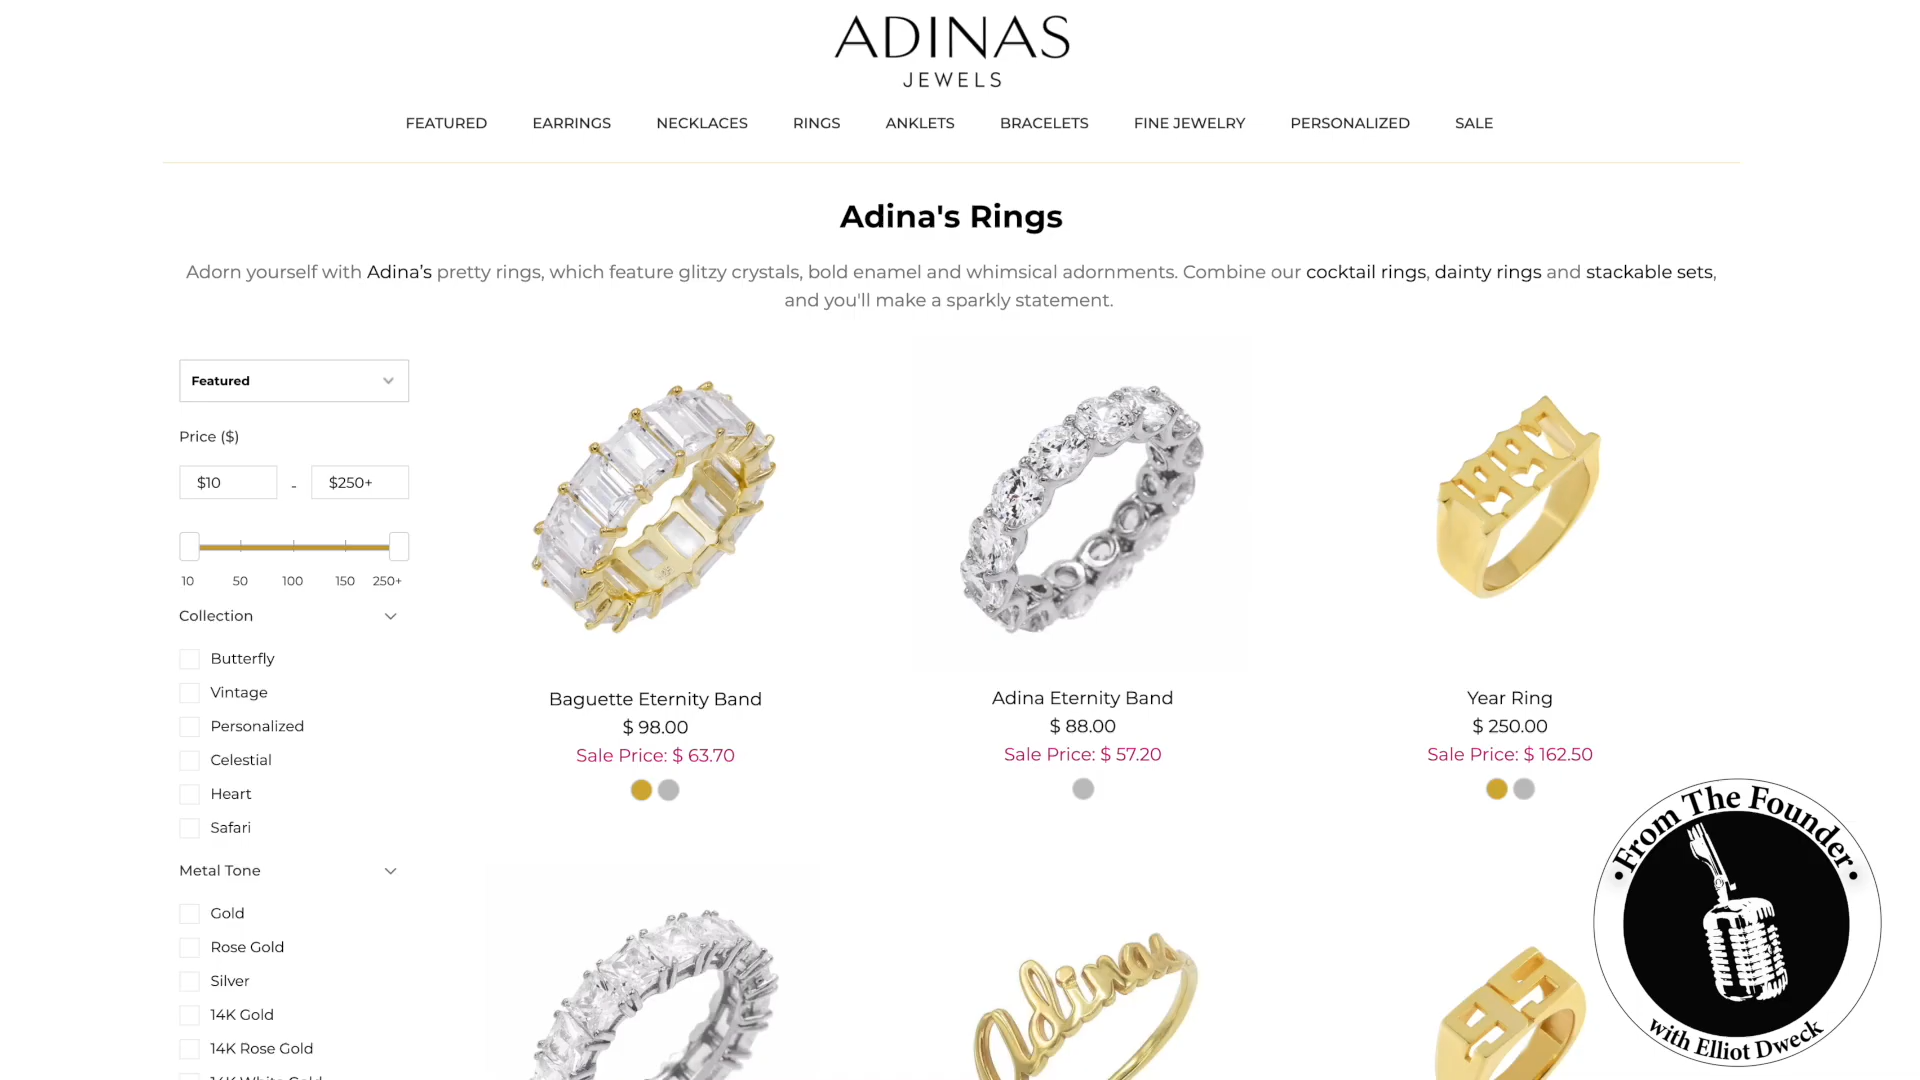 ADINAS
JEWELS
FEATURED EARRINGS NECKLACES RINGS ANKLETS BRACELETS FINE JEWELRY PERSONALIZED SALE
Adina's Rings
Adorn yourself with Adina’s pretty rings, which feature glitzy crystals, bold enamel and whimsical adornments. Combine our cocktail rings, dainty rings and stackable sets,
and you'll make a sparkly statement.
Featured
Price ($)
$10 - $250+
10 50 100 150 250+
Collection
Butterfly
Vintage
Personalized
Celestial
Heart
Safari
Metal Tone
Gold
Rose Gold
Silver
14K Gold
14K Rose Gold
14K White Gold
Baguette Eternity Band
$ 98.00
Sale Price: $ 63.70
Adina Eternity Band
$ 88.00
Sale Price: $ 57.20
1997
Year Ring
$ 250.00
Sale Price: $ 162.50
Adinas
•From The Founder•
with Elliot Dweck